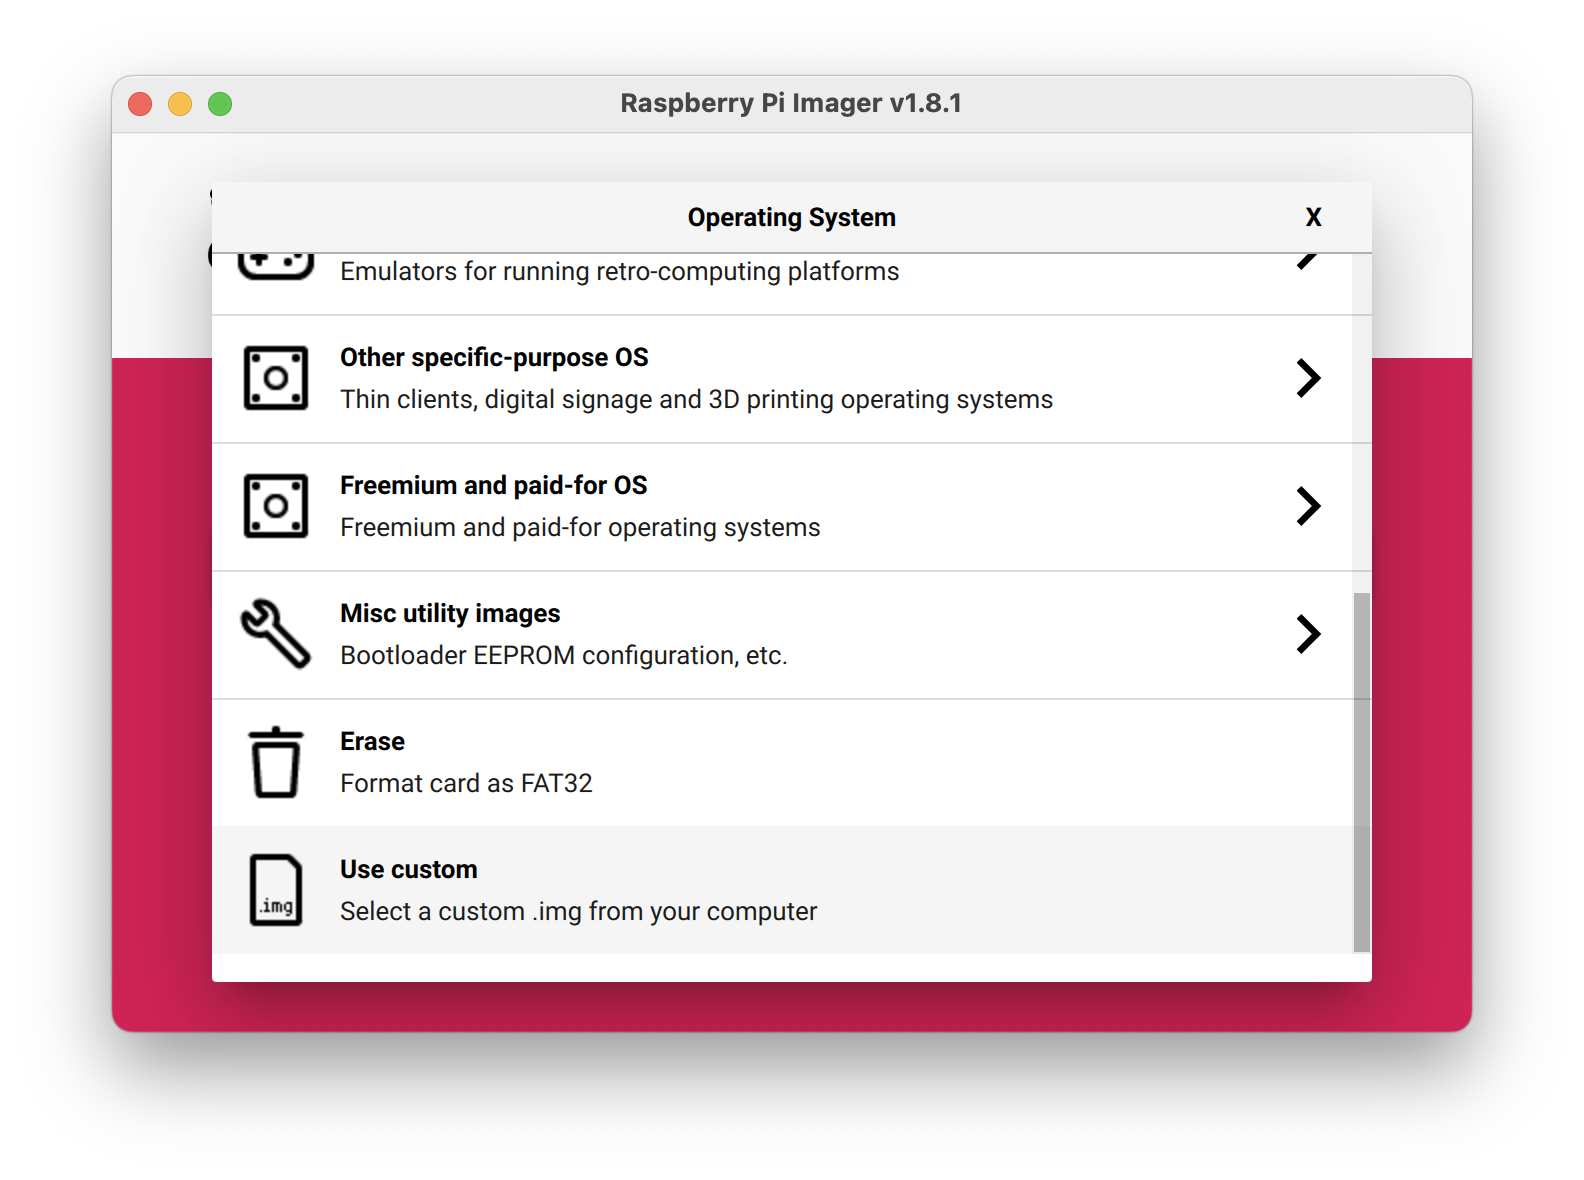 Raspberry Pi Imager v1.8.1
Operating System
X
Emulators for running retro-computing platforms
Other specific-purpose OS
Thin clients, digital signage and 3D printing operating systems
Freemium and paid-for OS
Freemium and paid-for operating systems
Misc utility images
Bootloader EEPROM configuration, etc.
Erase
Format card as FAT32
Use custom
.img
Select a custom .img from your computer